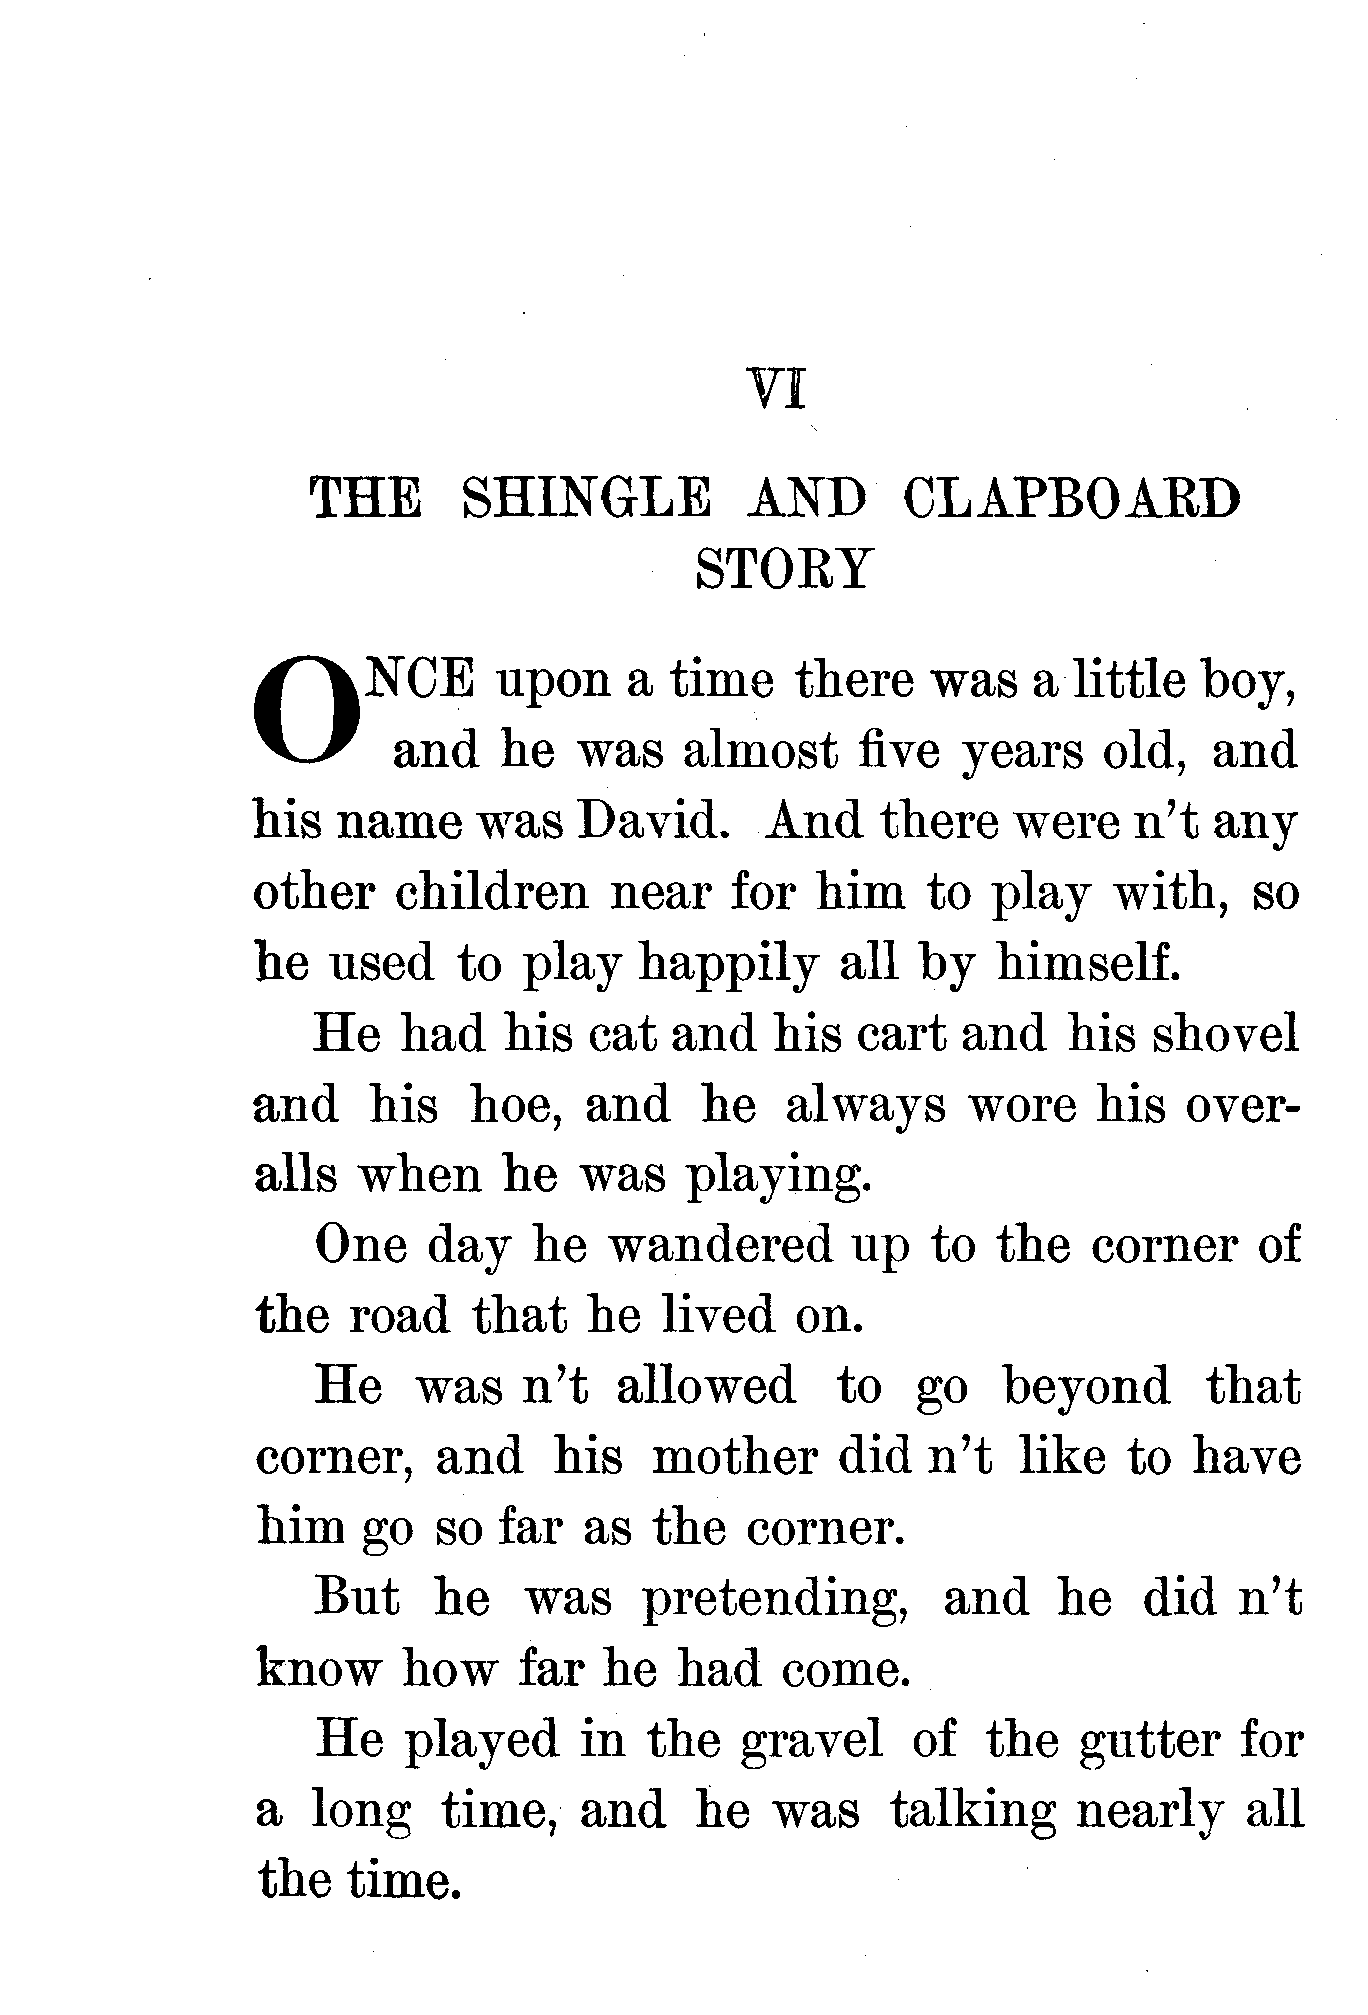 VI
THE SHINGLE AND CLAPBOARD
STORY
ONCE upon a time there was a little boy,
and he was almost five years old, and
his name was David. And there were n't any
other children near for him to play with, so
he used to play happily all by himself.
He had his cat and his cart and his shovel
and his hoe, and he always wore his over-
alls when he was playing.
One day he wandered up to the corner of
the road that he lived on.
He was n't allowed to go beyond that
corner, and his mother did n't like to have
him go so far as the corner.
But he was pretending, and he did n't
know how far he had come.
He played in the gravel of the gutter for
a long time, and he was talking nearly all
the time.